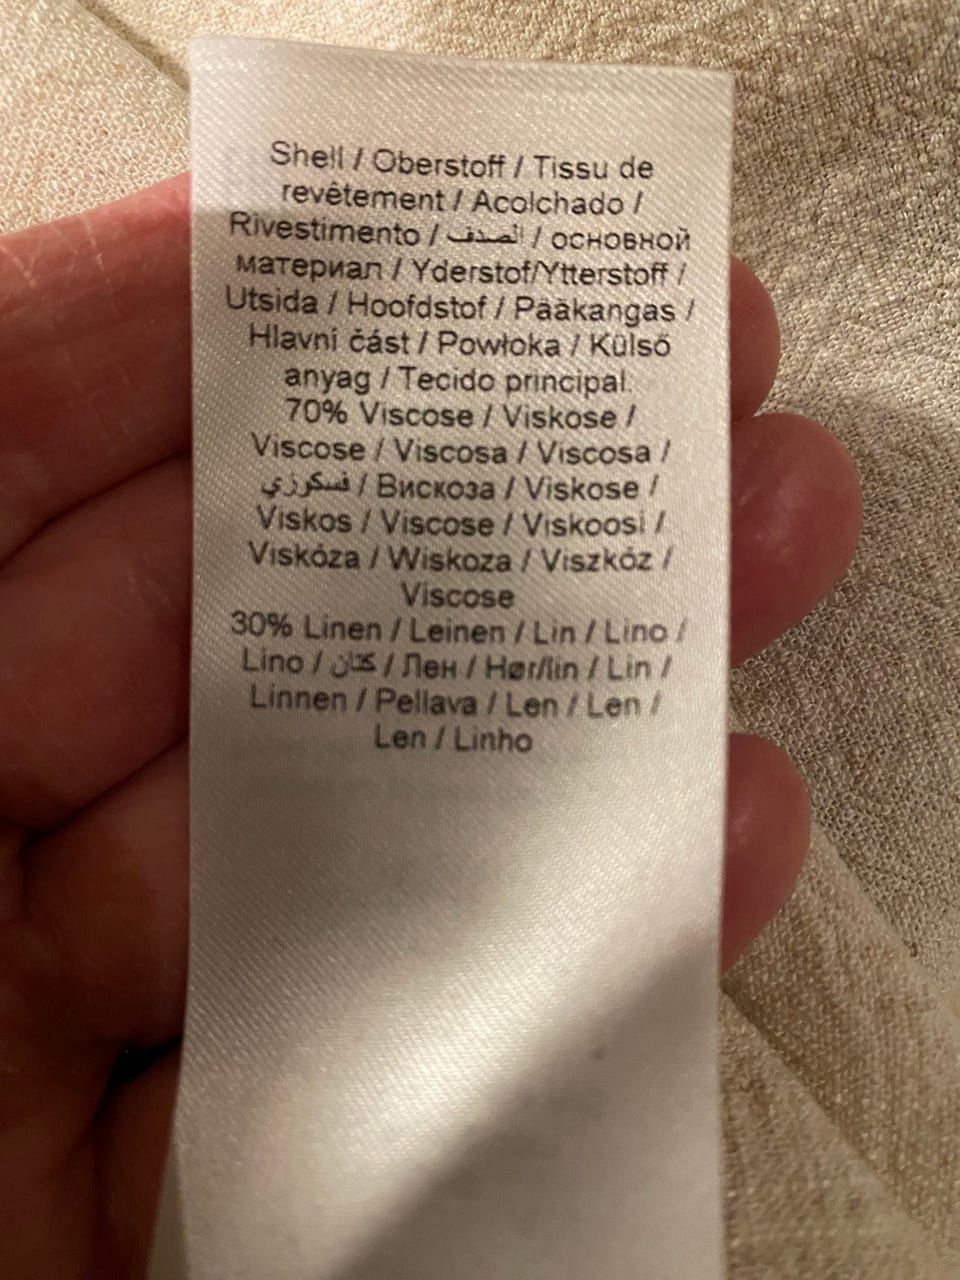 Shell / Oberstoff / Tissu de
revêtement / Acolchado /
Rivestimento / الصدف / основной
материал / Yderstof/Ytterstoff /
Utsida / Hoofdstof / Pääkangas /
Hlavní část / Powłoka / Külső
anyag / Tecido principal:
70% Viscose / Viskose /
Viscose / Viscosa / Viscosa /
فسكوزي / Вискоза / Viskose /
Viskos / Viscose / Viskoosi /
Viskóza / Wiskoza / Viszkóz /
Viscose
30% Linen / Leinen / Lin / Lino /
Lino / كتان / Лен / Hør/lin / Lin /
Linnen / Pellava / Len / Len /
Len / Linho